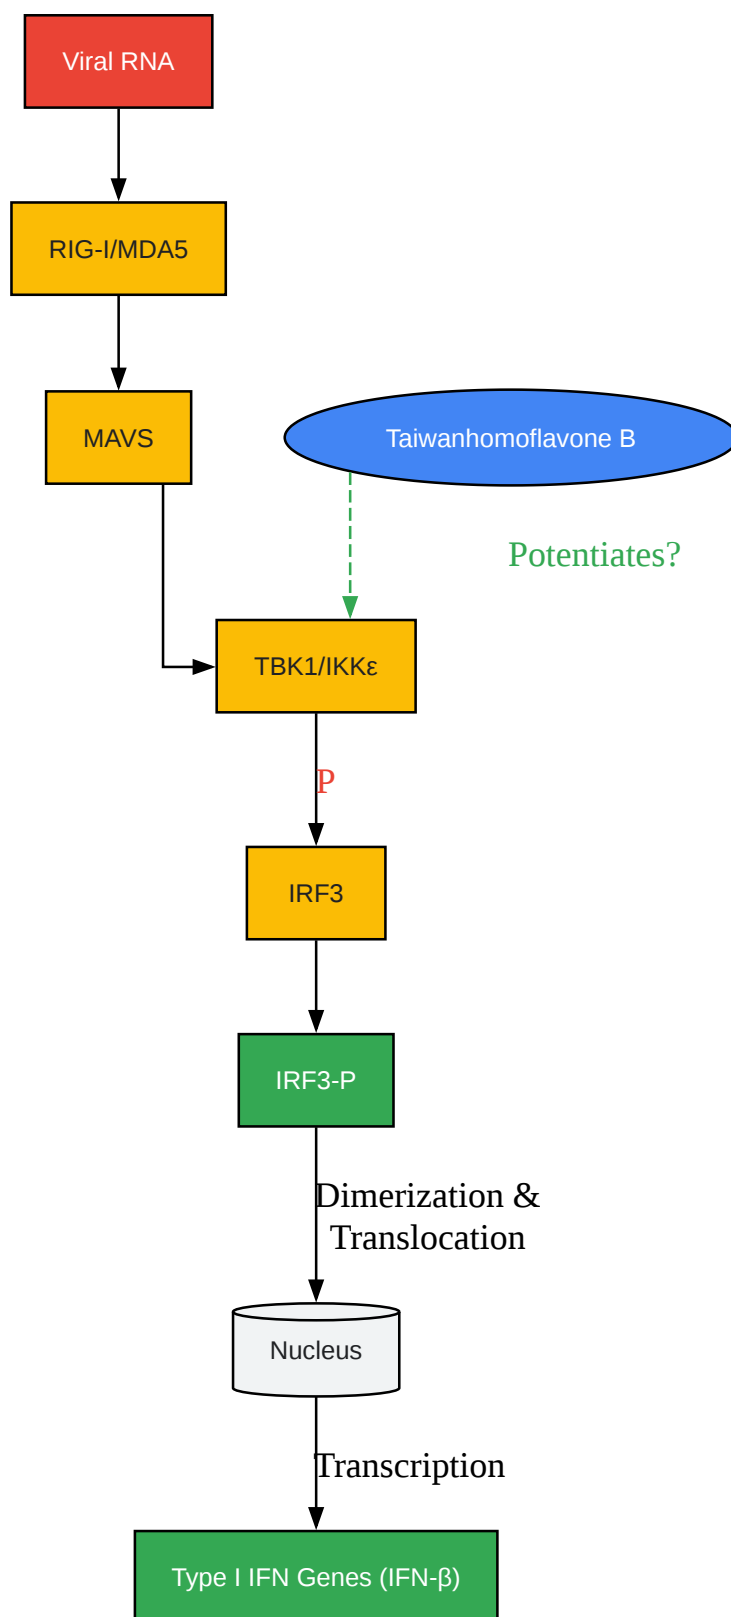 Viral RNA
RIG-I/MDA5
MAVS
Taiwanhomoflavone B
Potentiates?
TBK1/IKKε
P
IRF3
IRF3-P
Dimerization &
Translocation
Nucleus
Transcription
Type I IFN Genes (IFN-β)